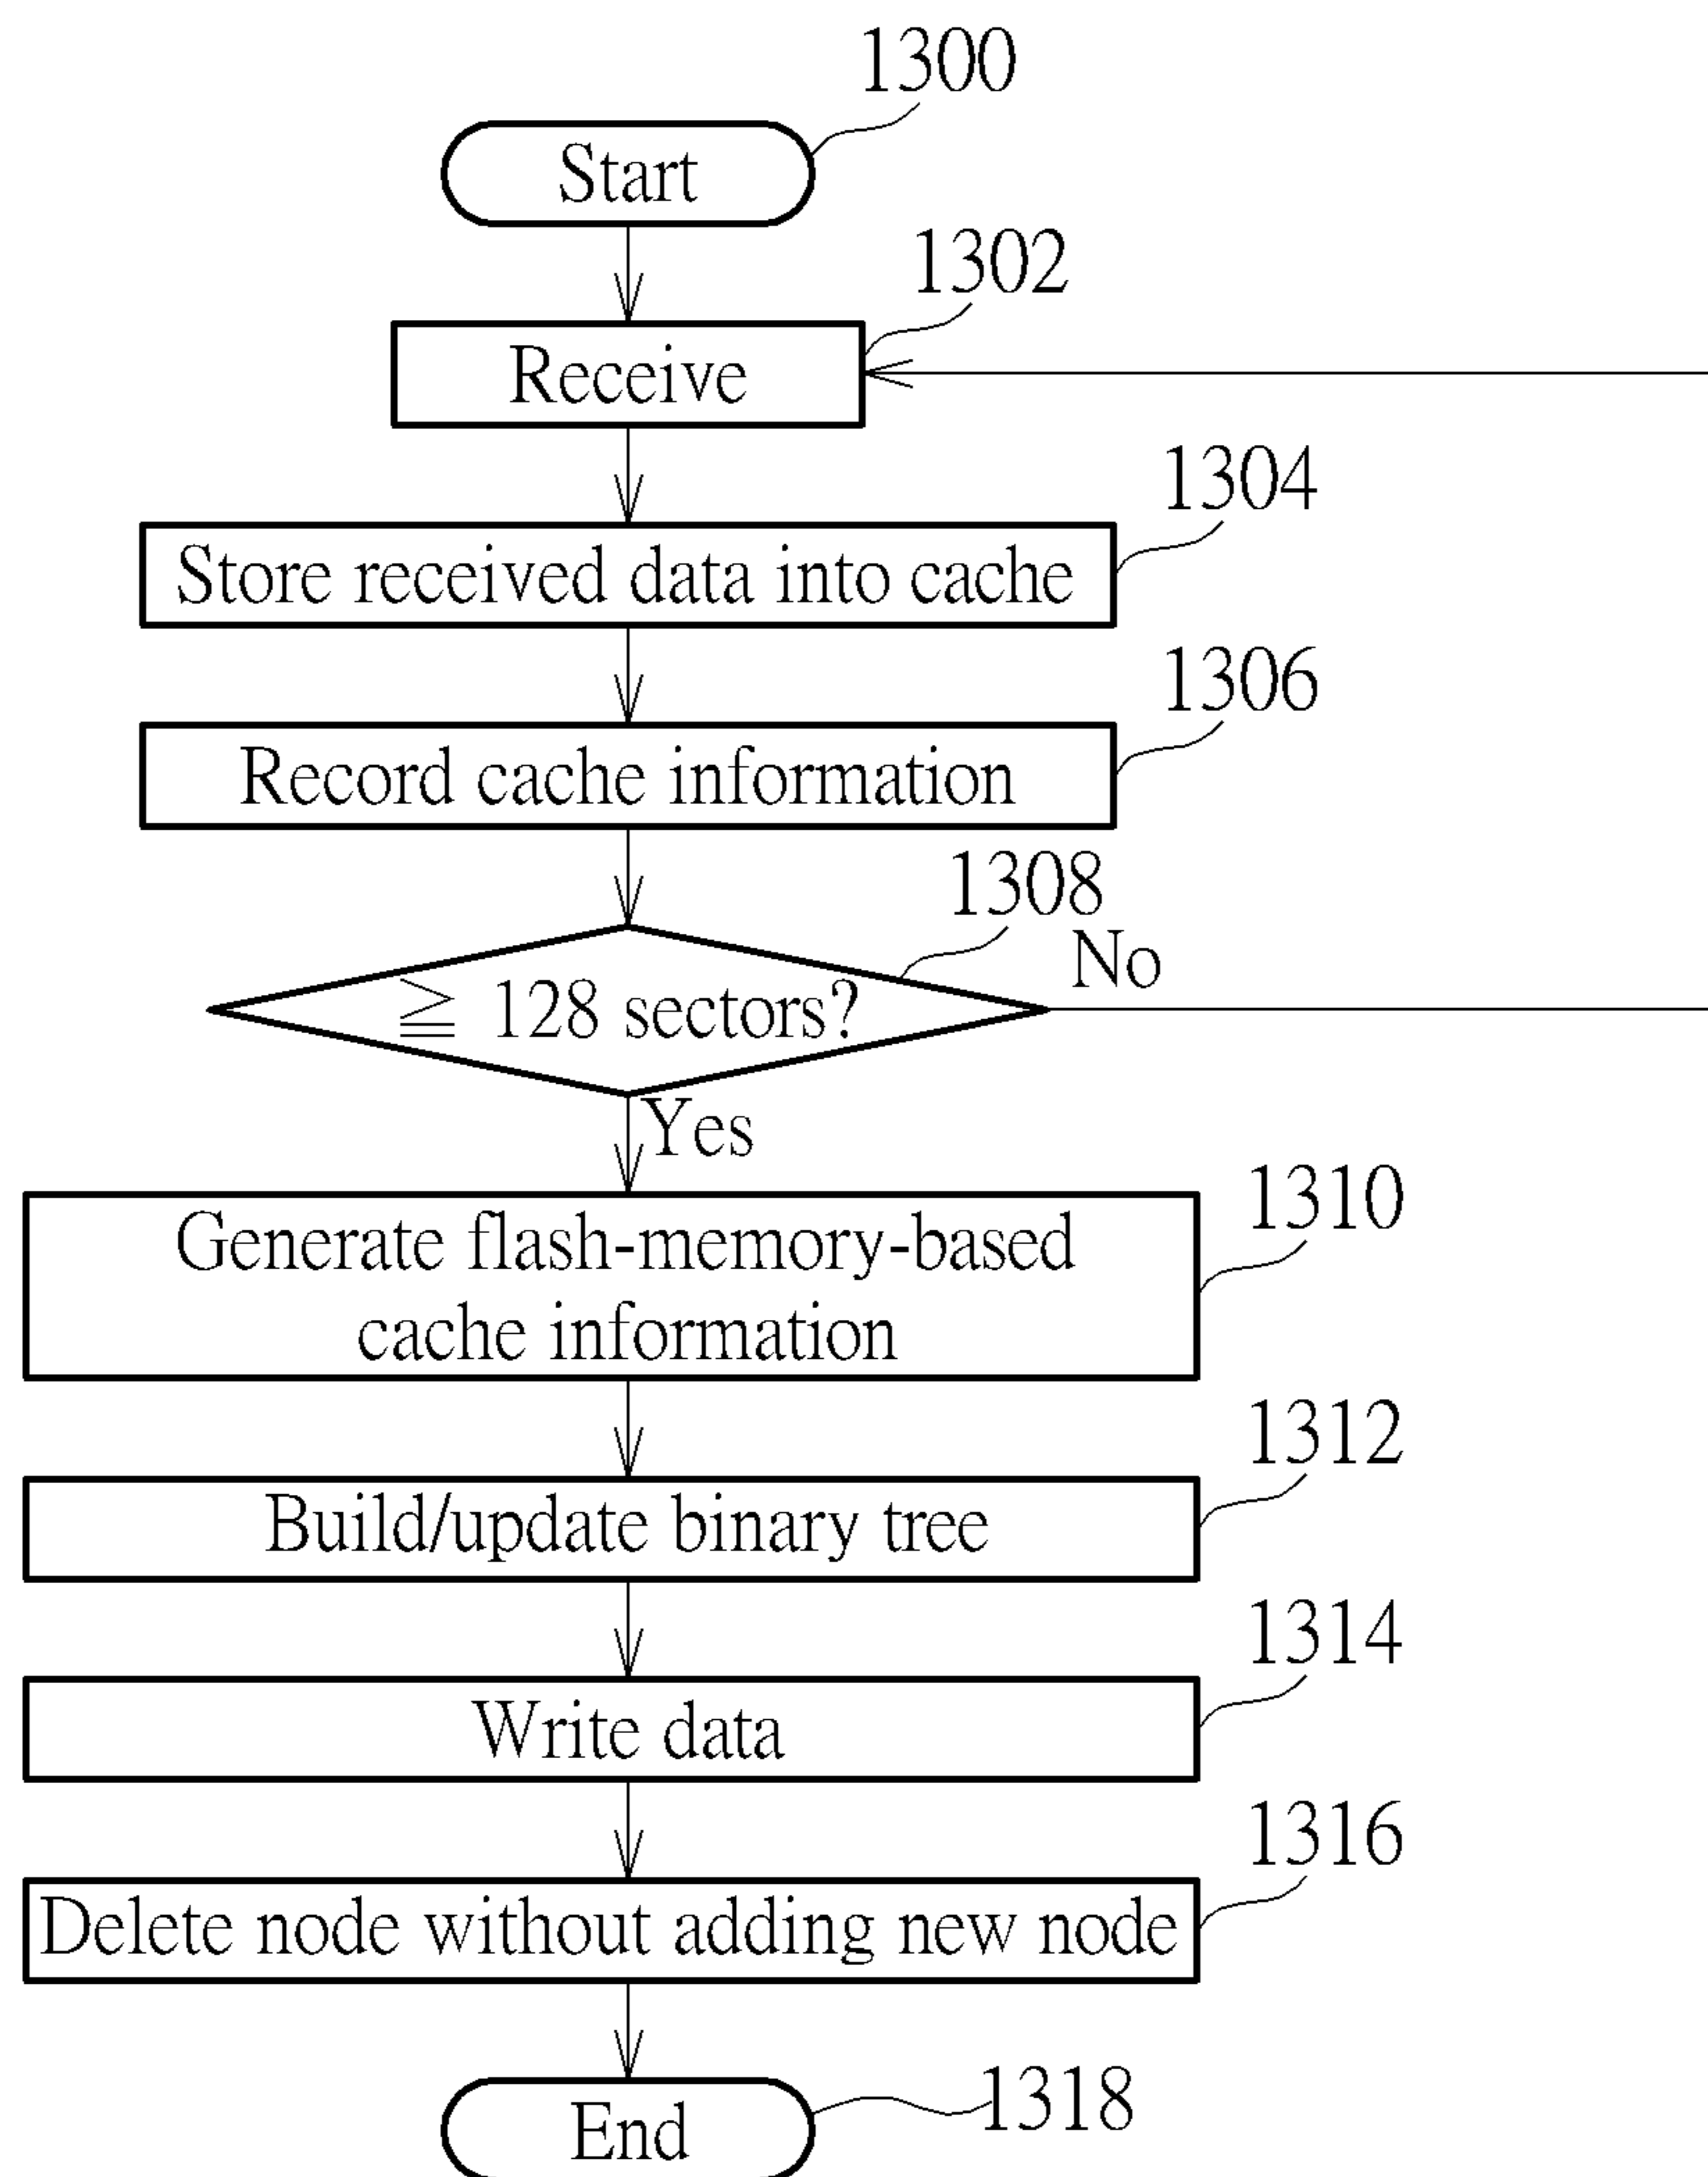 1300
Start
1302
Receive
1304
Store received data into cache
1306
Record cache information
1308
No
≧ 128 sectors?
Yes
1310
Generate flash-memory-based
cache information
1312
Build/update binary tree
1314
Write data
1316
Delete node without adding new node
1318
End